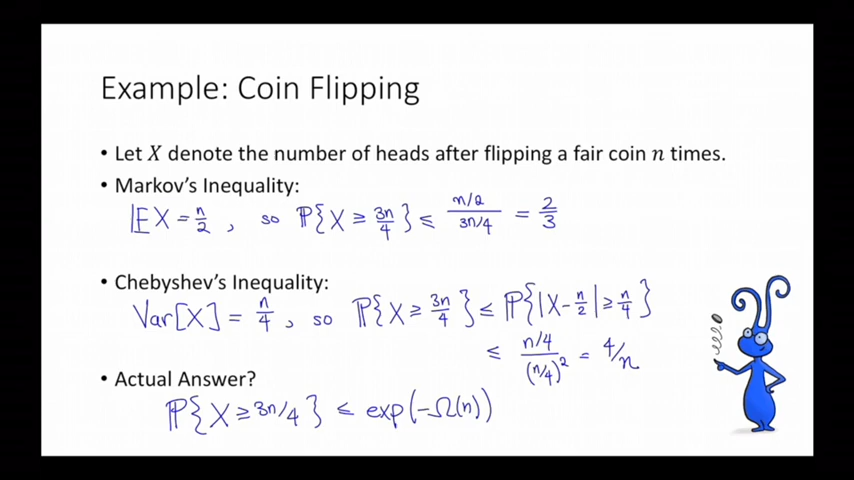 Example: Coin Flipping
• Let X denote the number of heads after flipping a fair coin n times.
• Markov's Inequality:
𝔼X = n/2, so ℙ{X ≥ 3n/4} ≤ (n/2)/(3n/4) = 2/3
• Chebyshev's Inequality:
Var[X] = n/4, so ℙ{X ≥ 3n/4} ≤ ℙ{|X - n/2| ≥ n/4}
≤ (n/4)/(n/4)² = 4/n
• Actual Answer?
ℙ{X ≥ 3n/4} ≤ exp(-Ω(n))